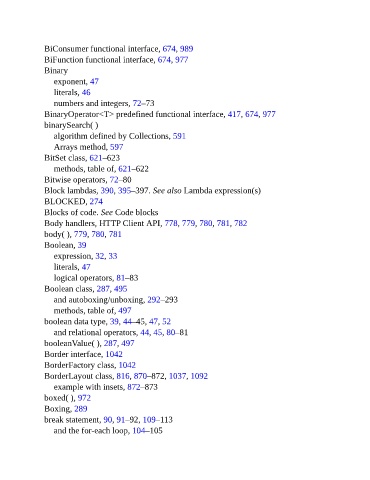 BiConsumer functional interface, 674, 989
BiFunction functional interface, 674, 977
Binary
exponent, 47
literals, 46
numbers and integers, 72–73
BinaryOperator<T> predefined functional interface, 417, 674, 977
binarySearch( )
algorithm defined by Collections, 591
Arrays method, 597
BitSet class, 621–623
methods, table of, 621–622
Bitwise operators, 72–80
Block lambdas, 390, 395–397. See also Lambda expression(s)
BLOCKED, 274
Blocks of code. See Code blocks
Body handlers, HTTP Client API, 778, 779, 780, 781, 782
body( ), 779, 780, 781
Boolean, 39
expression, 32, 33
literals, 47
logical operators, 81–83
Boolean class, 287, 495
and autoboxing/unboxing, 292–293
methods, table of, 497
boolean data type, 39, 44–45, 47, 52
and relational operators, 44, 45, 80–81
booleanValue( ), 287, 497
Border interface, 1042
BorderFactory class, 1042
BorderLayout class, 816, 870–872, 1037, 1092
example with insets, 872–873
boxed( ), 972
Boxing, 289
break statement, 90, 91–92, 109–113
and the for-each loop, 104–105